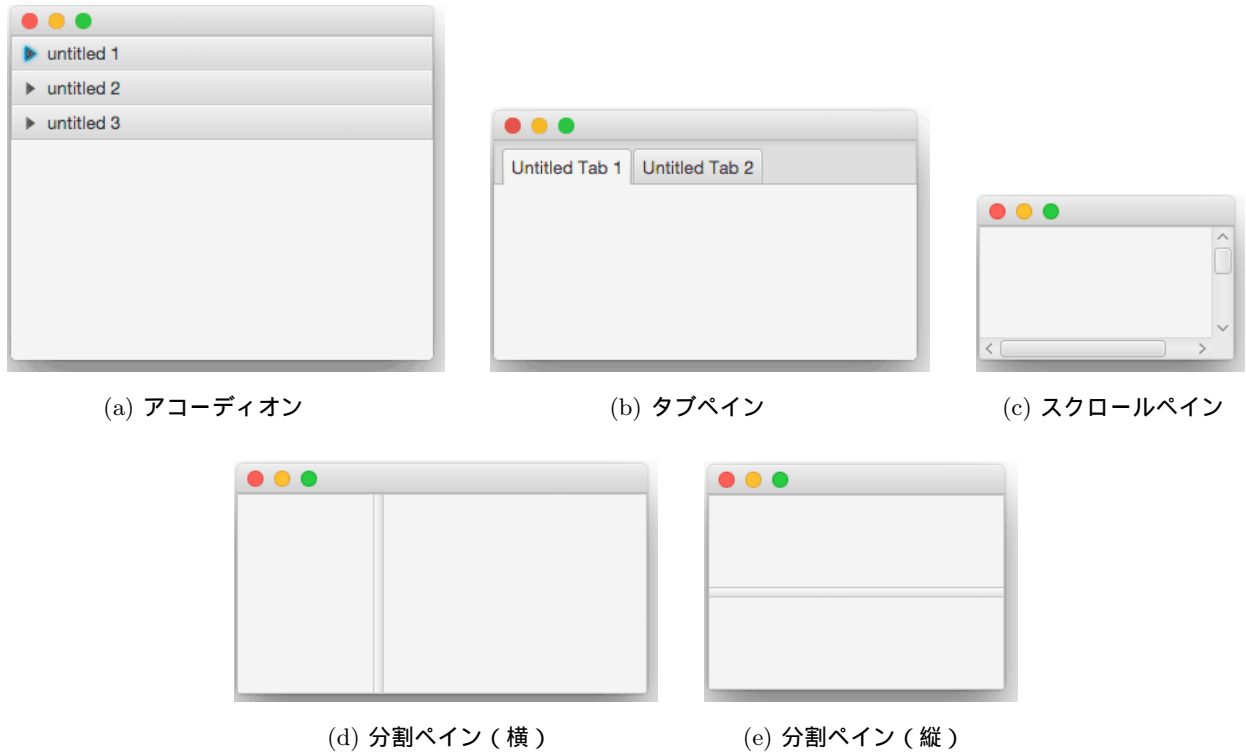 untitled 1
untitled 2
untitled 3
Untitled Tab 1 Untitled Tab 2
(a) アコーディオン
(b) タブペイン
(c) スクロールペイン
(d) 分割ペイン（横）
(e) 分割ペイン（縦）